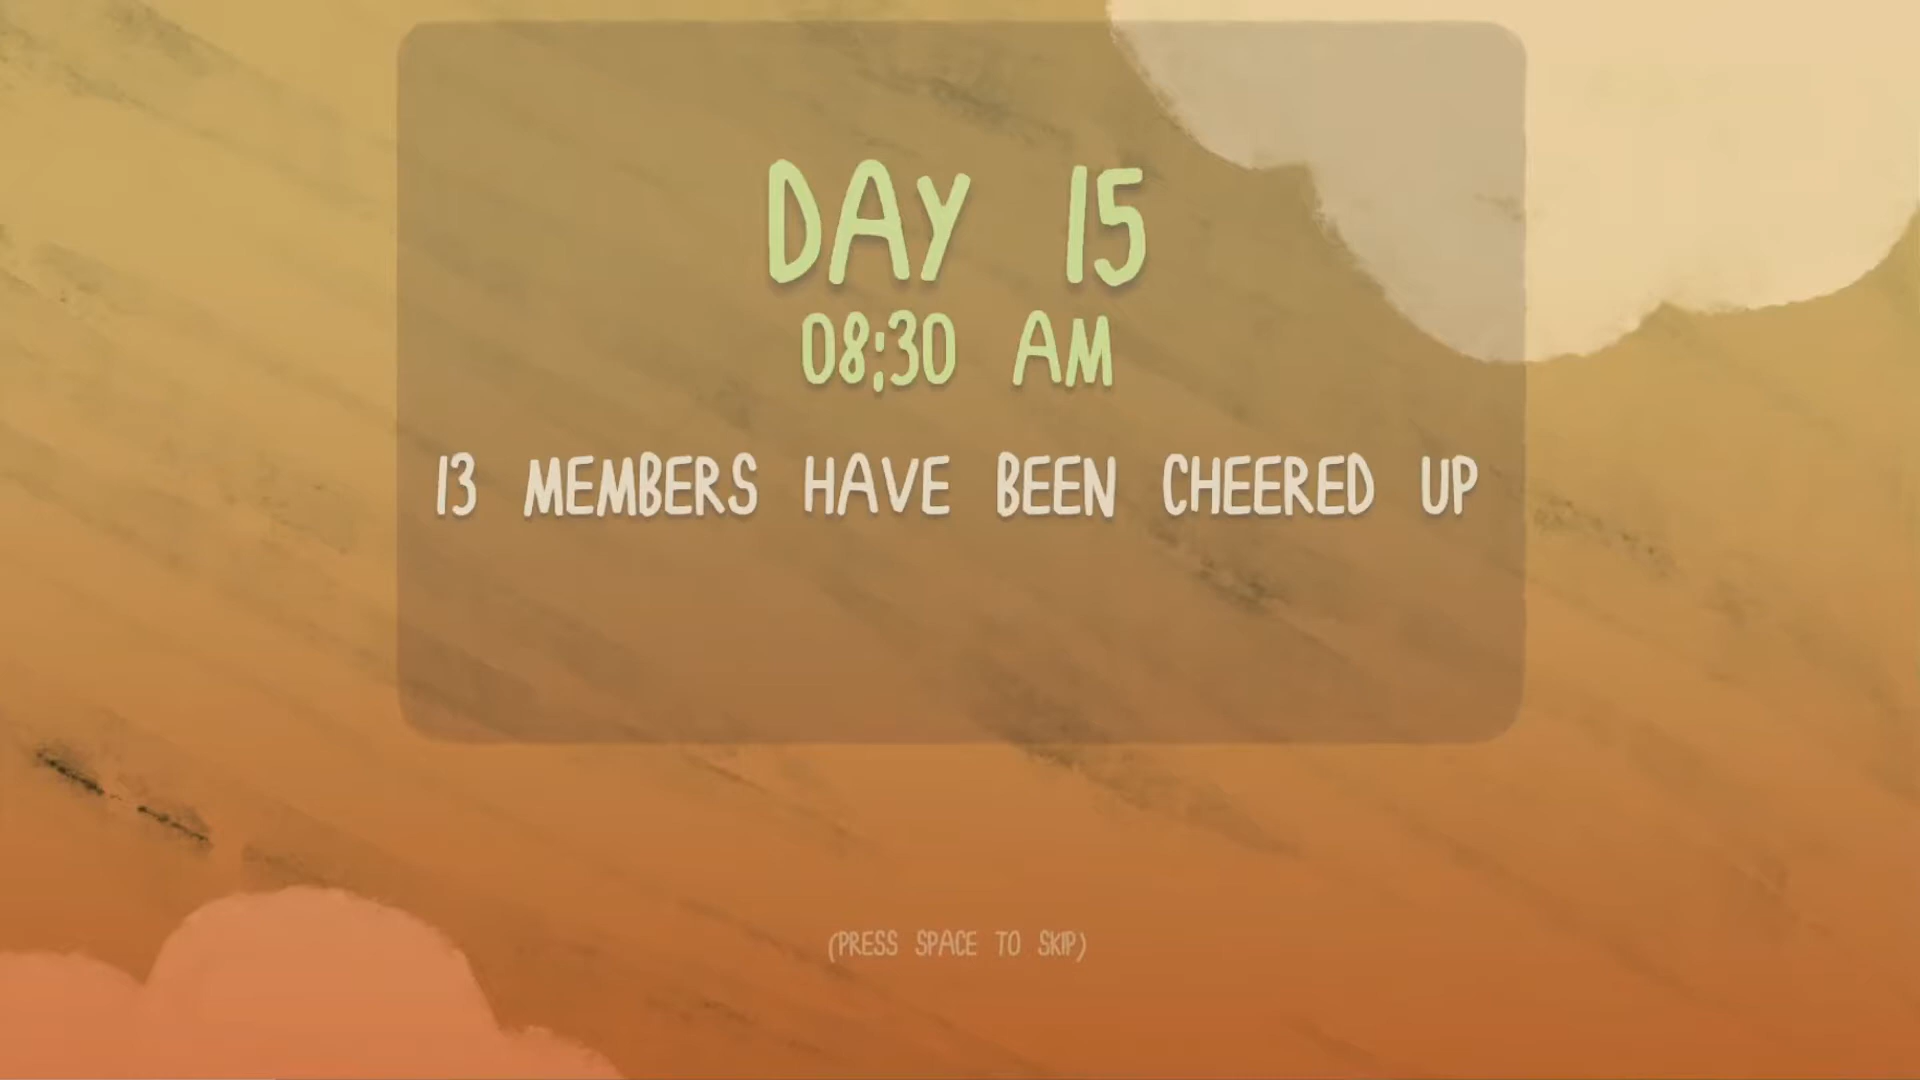 DAY 15
08:30 AM
13 MEMBERS HAVE BEEN CHEERED UP
(PRESS SPACE TO SKIP)